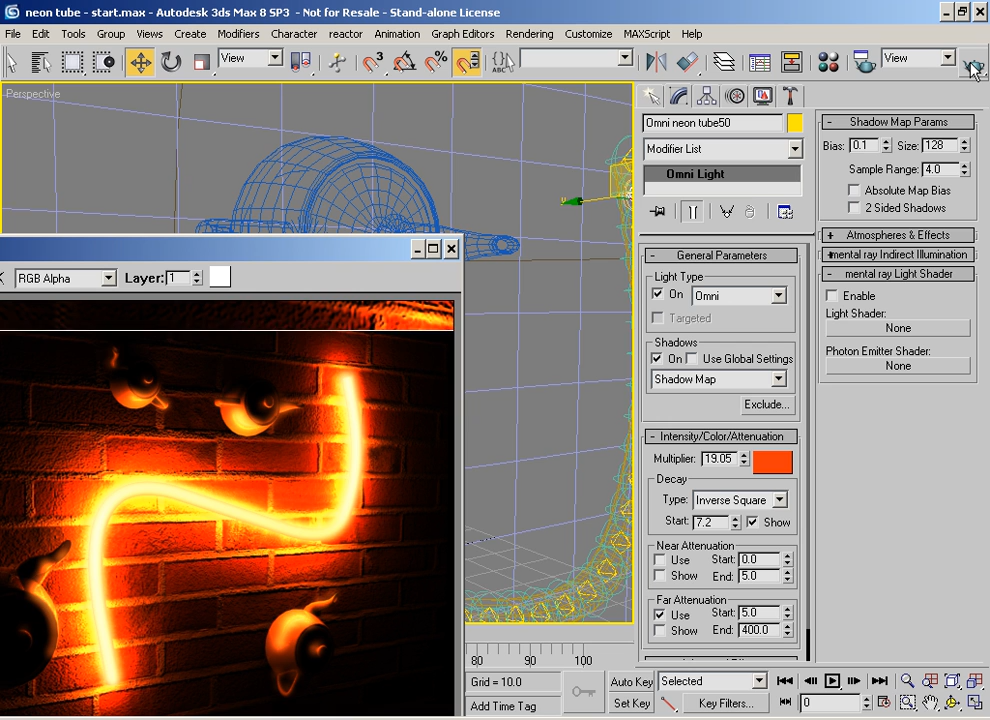 neon tube - start.max - Autodesk 3ds Max 8 SP3 - Not for Resale - Stand-alone License
File Edit Tools Group Views Create Modifiers Character reactor Animation Graph Editors Rendering Customize MAXScript Help
View
View
Perspective
Omni neon tube50
Modifier List
Omni Light
- General Parameters
Light Type
On Omni
Targeted
Shadows
On Use Global Settings
Shadow Map
Exclude...
- Intensity/Color/Attenuation
Multiplier: 19.05
Decay
Type: Inverse Square
Start: 7.2 Show
Near Attenuation
Use Start: 0.0
Show End: 5.0
Far Attenuation
Use Start: 5.0
Show End: 400.0
- Shadow Map Params
Bias: 0.1 Size: 128
Sample Range: 4.0
Absolute Map Bias
2 Sided Shadows
+ Atmospheres & Effects
mental ray Indirect Illumination
- mental ray Light Shader
Enable
Light Shader:
None
Photon Emitter Shader:
None
RGB Alpha Layer: 1
80 90 100
Grid = 10.0
Add Time Tag
Auto Key Selected
Set Key Key Filters...
0